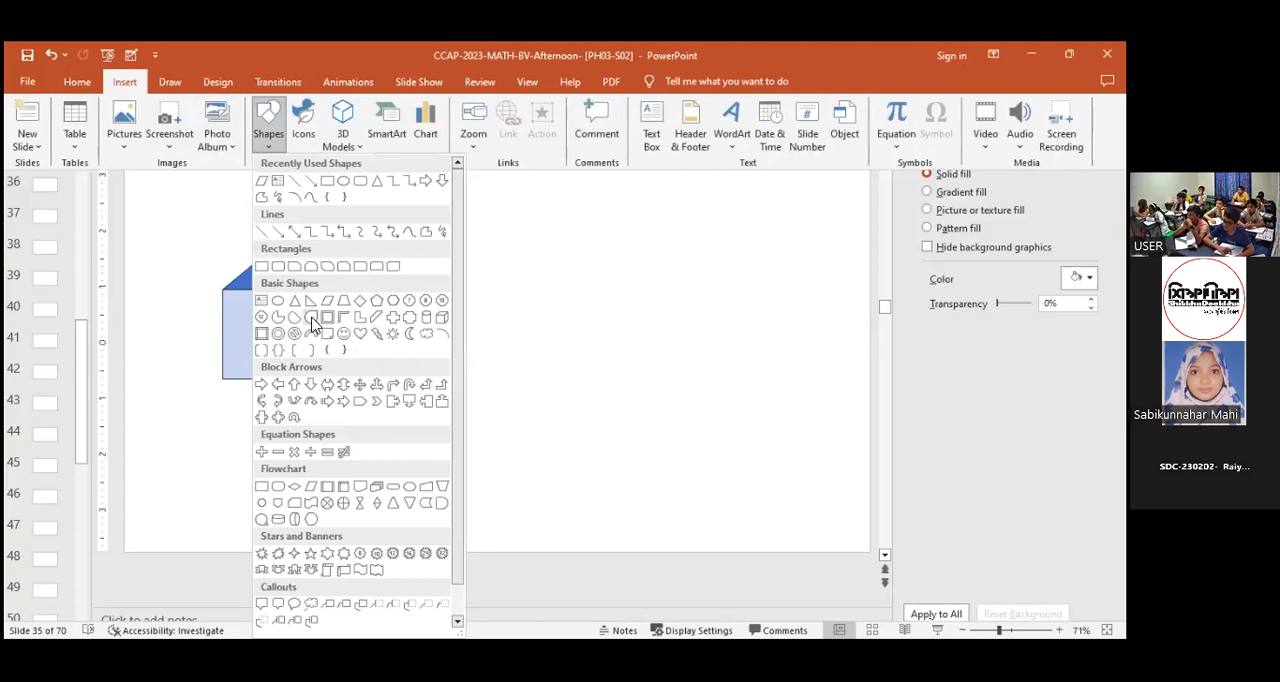 CCAP-2023-MATH-BV-Afternoon- [PH03-S02] - PowerPoint
Sign in
File Home Insert Draw Design Transitions Animations Slide Show Review View Help PDF Tell me what you want to do
New Slide
Table
Pictures
Screenshot
Photo Album
Shapes
Icons
3D Models
SmartArt
Chart
Zoom
Link
Action
Comment
Text Box
Header & Footer
WordArt
Date & Time
Slide Number
Object
Equation
Symbol
Video
Audio
Screen Recording
Slides Tables Images Links Comments Text Symbols Media
Recently Used Shapes
Lines
Rectangles
Basic Shapes
Block Arrows
Equation Shapes
Flowchart
Stars and Banners
Callouts
36
37
38
39
40
41
42
43
44
45
46
47
48
49
50
3
1
0
1
3
Solid fill
Gradient fill
Picture or texture fill
Pattern fill
Hide background graphics
Color
Transparency 0%
Apply to All Reset Background
Click to add notes
Slide 35 of 70 Accessibility: Investigate Notes Display Settings Comments 71%
USER
Sabikunnahar Mahi
SDC-230202- Raiy...